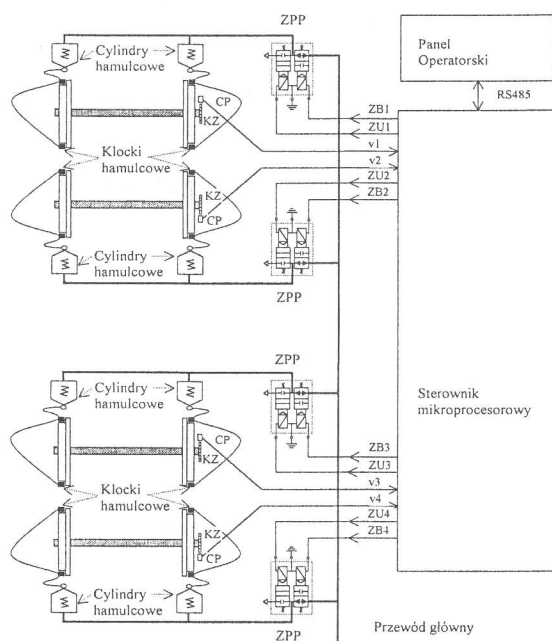 ZPP
Cylindry
hamulcowe
Panel
Operatorski
RS485
CP
KZ
ZB1
ZU1
v1
Klocki
hamulcowe
v2
KZ
CP
ZU2
ZB2
Cylindry
hamulcowe
ZPP
ZPP
Cylindry
hamulcowe
Sterownik
mikroprocesorowy
CP
KZ
ZB3
ZU3
v3
Klocki
hamulcowe
v4
KZ
CP
ZU4
ZB4
Cylindry
hamulcowe
ZPP
Przewód główny